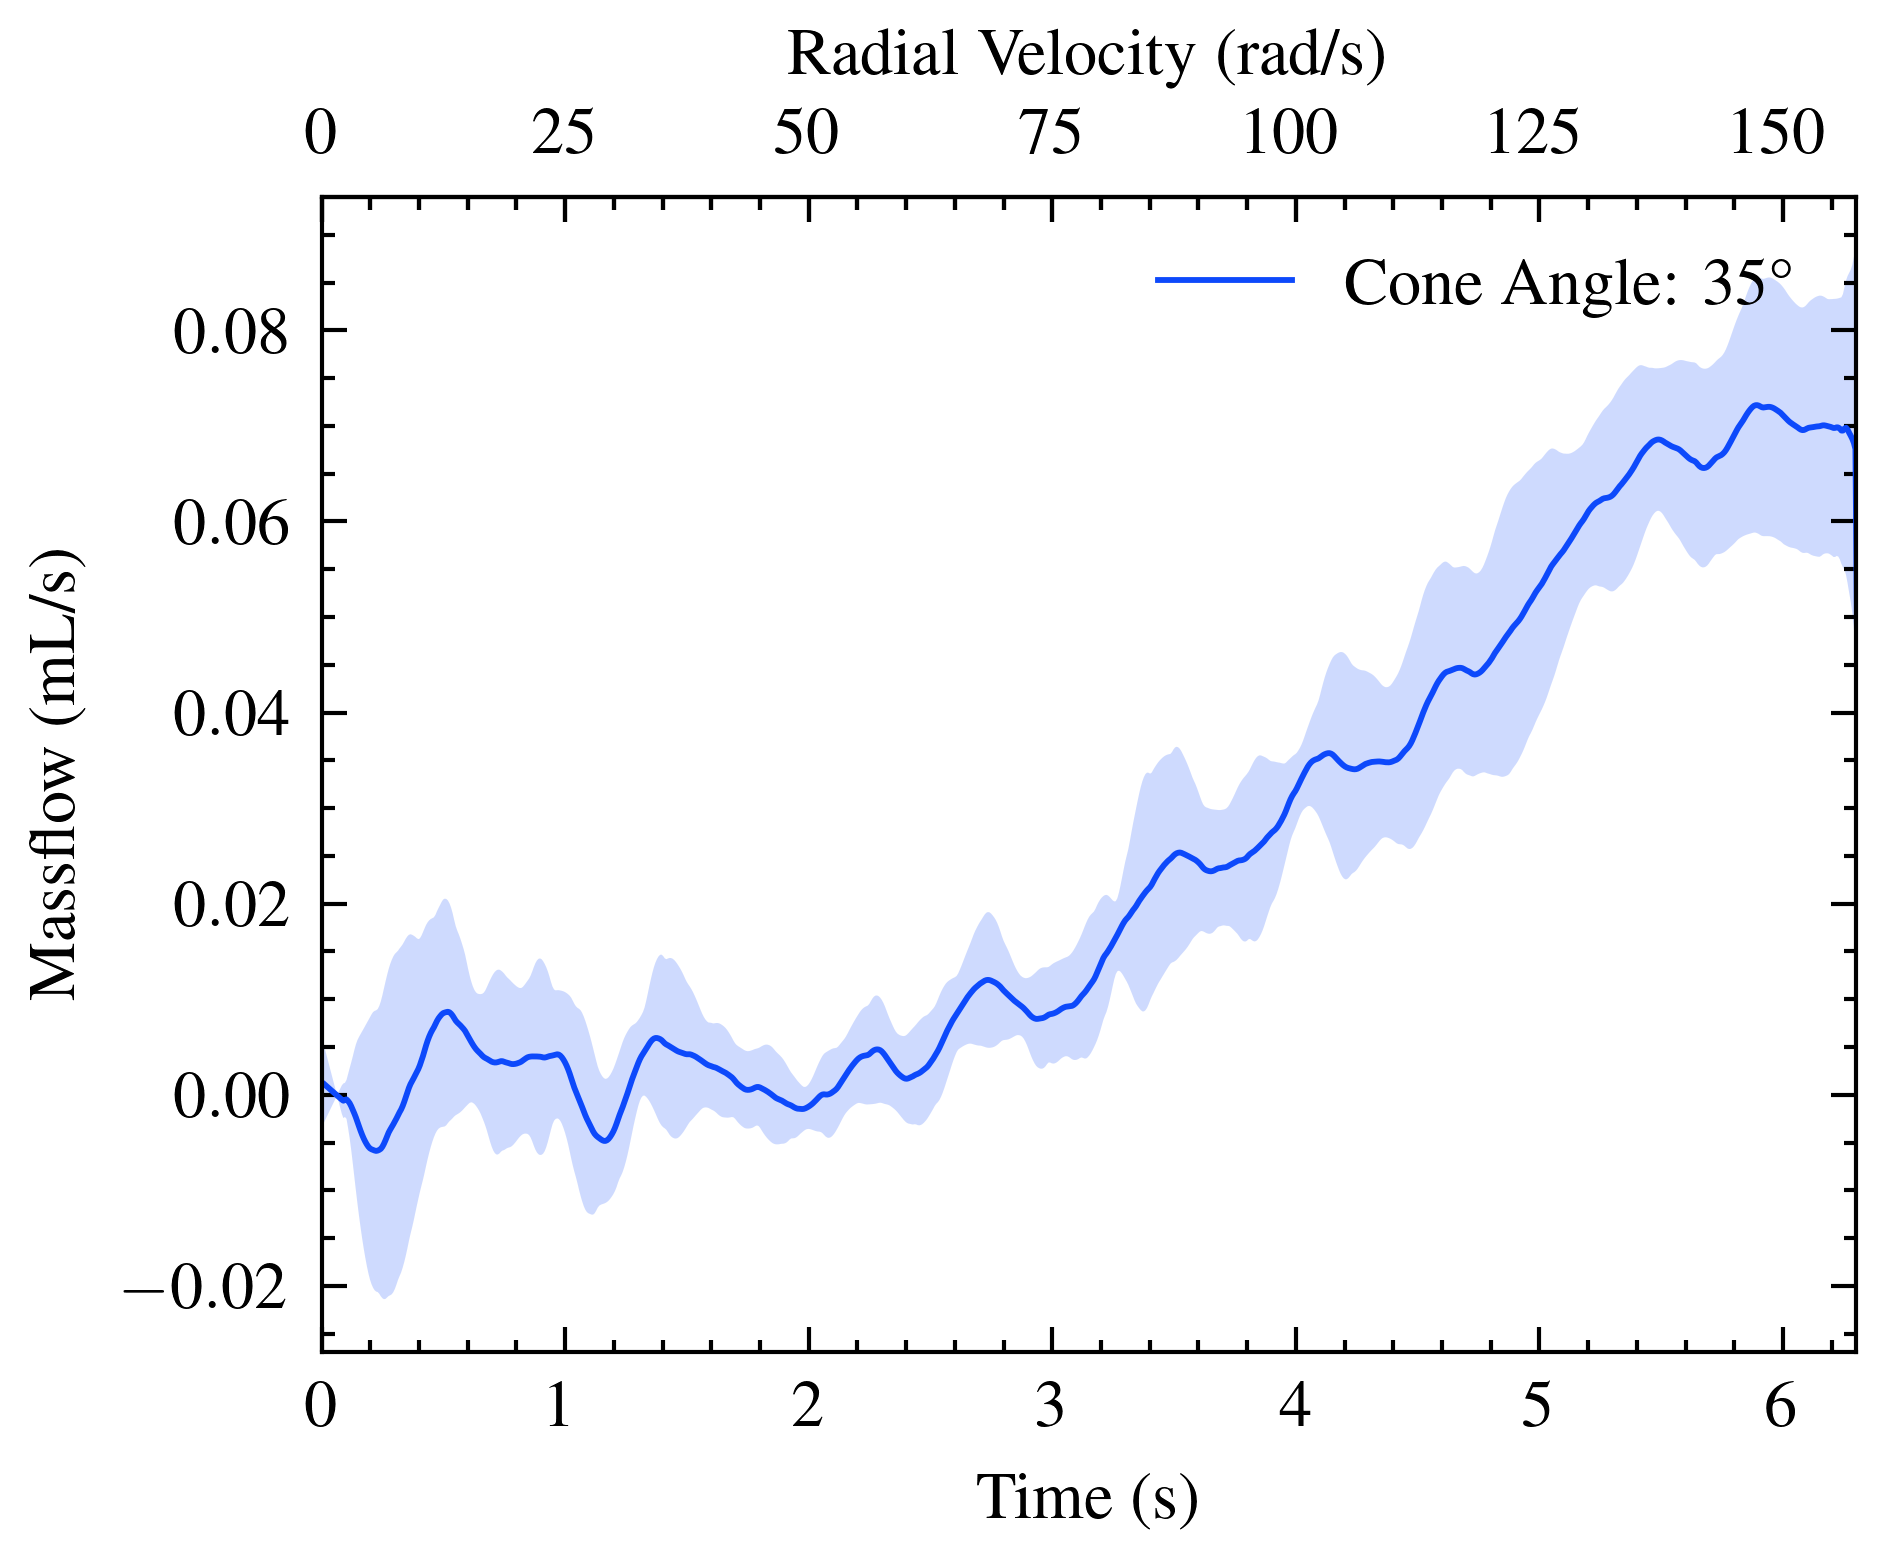 Radial Velocity (rad/s)
0 25 50 75 100 125 150
Cone Angle: 35°
0.08
0.06
0.04
0.02
0.00
−0.02
Massflow (mL/s)
0 1 2 3 4 5 6
Time (s)